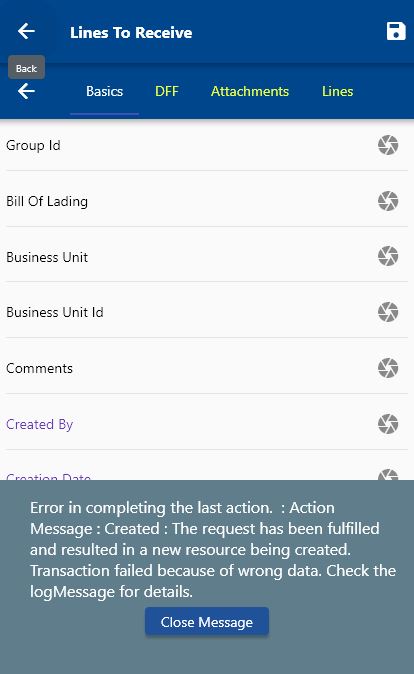 Lines To Receive
Back
Basics DFF Attachments Lines
Group Id
Bill Of Lading
Business Unit
Business Unit Id
Comments
Created By
Creation Date
Error in completing the last action.  : Action
Message : Created : The request has been fulfilled
and resulted in a new resource being created.
Transaction failed because of wrong data. Check the
logMessage for details.
Close Message